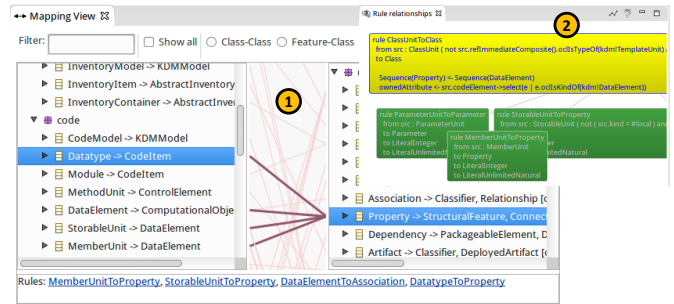 Mapping View
Filter:
Show all
Class-Class
Feature-Class
InventoryModel -> KDMModel
InventoryItem -> AbstractInventory
InventoryContainer -> AbstractInve
code
CodeModel -> KDMModel
Datatype -> CodeItem
Module -> CodeItem
MethodUnit -> ControlElement
DataElement -> ComputationalObje
StorableUnit -> DataElement
MemberUnit -> DataElement
1
Association -> Classifier, Relationship [c
Property -> StructuralFeature, Connect
Dependency -> PackageableElement, D
Artifact -> Classifier, DeployedArtifact [c
Rules: MemberUnitToProperty, StorableUnitToProperty, DataElementToAssociation, DatatypeToProperty
Rule relationships
2
rule ClassUnitToClass
from src : ClassUnit ( not src.refImmediateComposite().oclIsTypeOf(kdm!TemplateUnit) a
to Class
Sequence(Property) <- Sequence(DataElement)
ownedAttribute <- src.codeElement->select(e | e.oclIsKindOf(kdm!DataElement))
rule ParameterUnitToParameter
from src : ParameterUnit
to Parameter
to LiteralInteger
to LiteralUnlimited
rule StorableUnitToProperty
from src : StorableUnit ( not ( src.kind = #local ) and
er
mitedNatural
rule MemberUnitToProperty
from src : MemberUnit
to Property
to LiteralInteger
to LiteralUnlimitedNatural